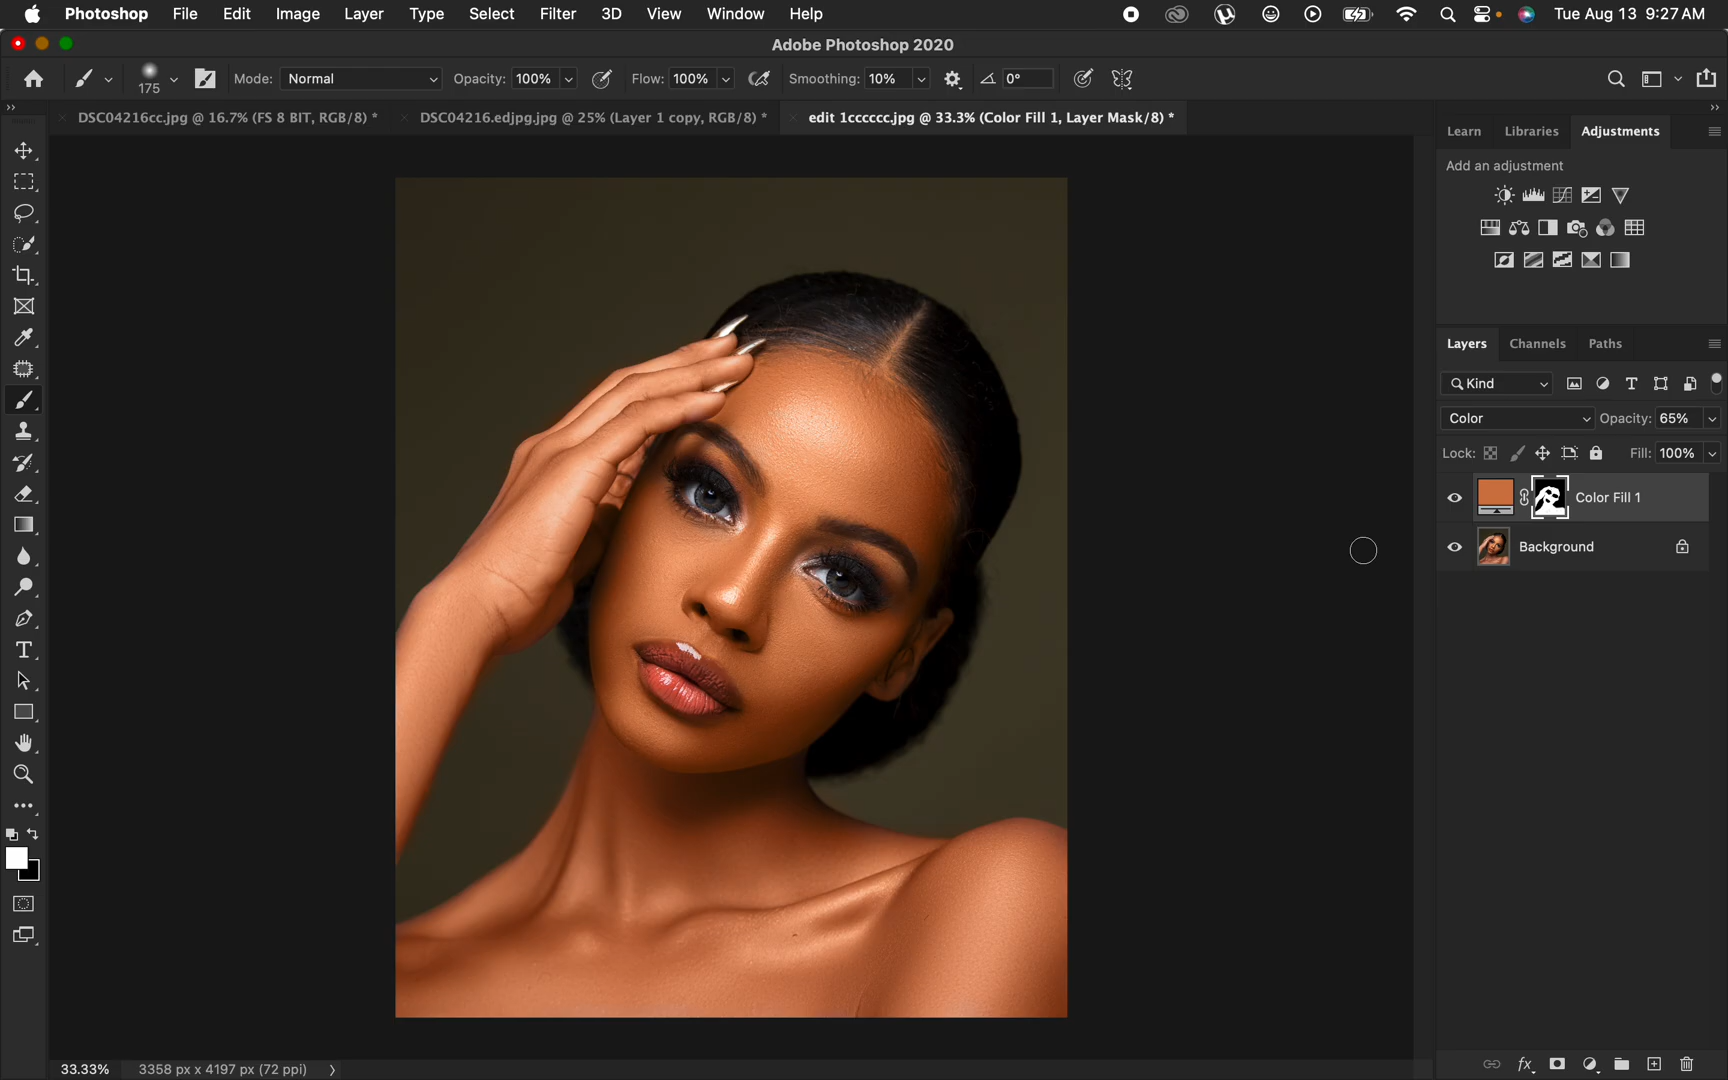 Photoshop File Edit Image Layer Type Select Filter 3D View Window Help Tue Aug 13 9:27 AM
Adobe Photoshop 2020
175 Mode: Normal Opacity: 100% Flow: 100% Smoothing: 10% 0°
DSC04216cc.jpg @ 16.7% (FS 8 BIT, RGB/8) * DSC04216.edjpg.jpg @ 25% (Layer 1 copy, RGB/8) * edit 1cccccc.jpg @ 33.3% (Color Fill 1, Layer Mask/8) *
Learn Libraries Adjustments
Add an adjustment
Layers Channels Paths
Kind
Color Opacity: 65%
Lock: Fill: 100%
Color Fill 1
Background
33.33% 3358 px x 4197 px (72 ppi)